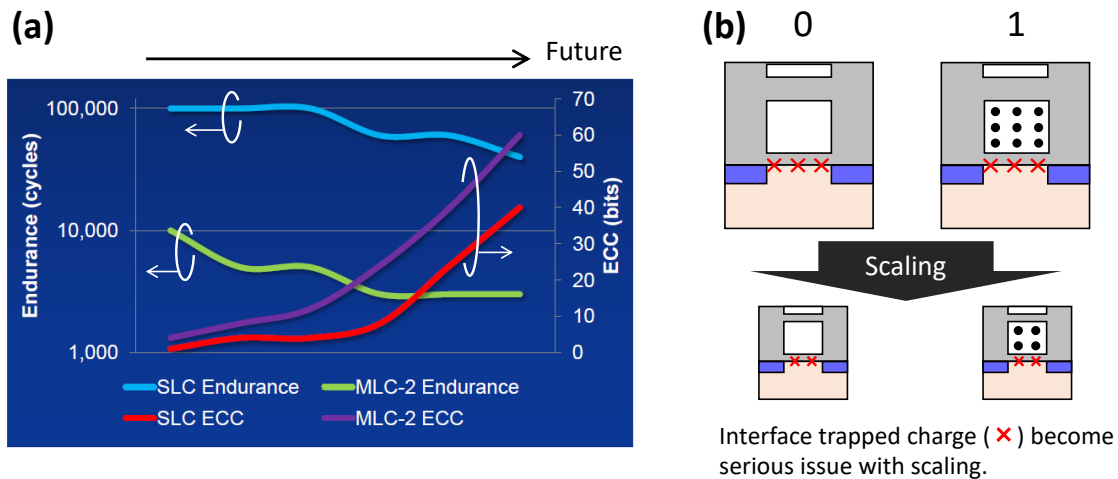 (a)
Future
Endurance (cycles)
100,000
10,000
1,000
70
60
50
40
30
20
10
0
ECC (bits)
SLC Endurance
MLC-2 Endurance
SLC ECC
MLC-2 ECC
(b)
0 1
Scaling
Interface trapped charge ( × ) become
serious issue with scaling.